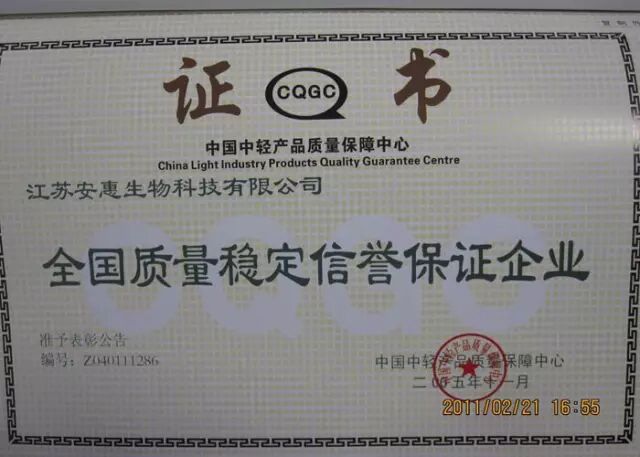 证 CQGC 书
中国中轻产品质量保障中心
China Light Industry Products Quality Guarantee Centre
江苏安惠生物科技有限公司
全国质量稳定信誉保证企业
准予表彰公告
编号：Z040111286
中国中轻产品质量保障中心
二00五年十一月
2011/02/21 16:55